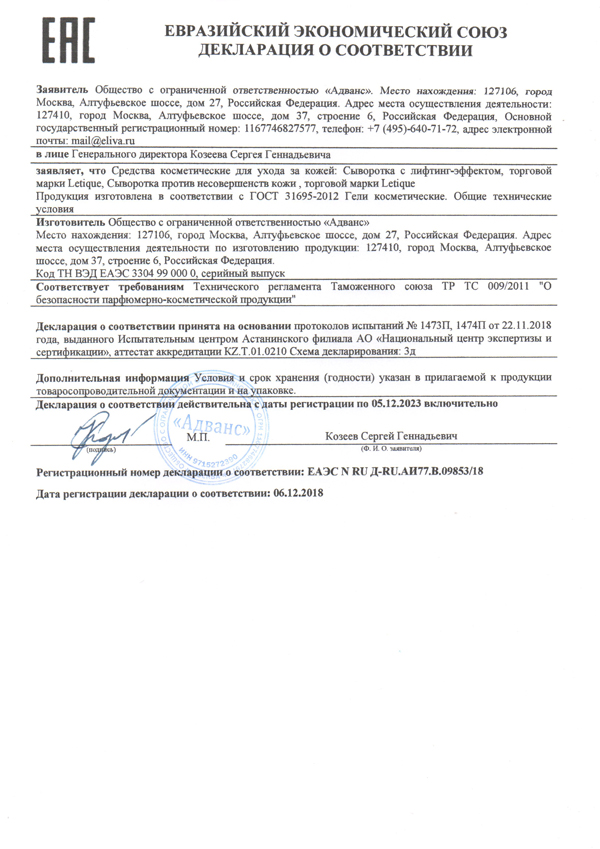 EAC
ЕВРАЗИЙСКИЙ ЭКОНОМИЧЕСКИЙ СОЮЗ
ДЕКЛАРАЦИЯ О СООТВЕТСТВИИ
Заявитель Общество с ограниченной ответственностью «Адванс». Место нахождения: 127106, город
Москва, Алтуфьевское шоссе, дом 27, Российская Федерация. Адрес места осуществления деятельности:
127410, город Москва, Алтуфьевское шоссе, дом 37, строение 6, Российская Федерация, Основной
государственный регистрационный номер: 1167746827577, телефон: +7 (495)-640-71-72, адрес электронной
почты: mail@eliva.ru
в лице Генерального директора Козеева Сергея Геннадьевича
заявляет, что Средства косметические для ухода за кожей: Сыворотка с лифтинг-эффектом, торговой
марки Letique, Сыворотка против несовершенств кожи , торговой марки Letique
Продукция изготовлена в соответствии с ГОСТ 31695-2012 Гели косметические. Общие технические
условия
Изготовитель Общество с ограниченной ответственностью «Адванс»
Место нахождения: 127106, город Москва, Алтуфьевское шоссе, дом 27, Российская Федерация. Адрес
места осуществления деятельности по изготовлению продукции: 127410, город Москва, Алтуфьевское
шоссе, дом 37, строение 6, Российская Федерация.
Код ТН ВЭД ЕАЭС 3304 99 000 0, серийный выпуск
Соответствует требованиям Технического регламента Таможенного союза ТР ТС 009/2011 "О
безопасности парфюмерно-косметической продукции"
Декларация о соответствии принята на основании протоколов испытаний № 1473П, 1474П от 22.11.2018
года, выданного Испытательным центром Астанинского филиала АО «Национальный центр экспертизы и
сертификации», аттестат аккредитации KZ.T.01.0210 Схема декларирования: 3д
Дополнительная информация Условия и срок хранения (годности) указан в прилагаемой к продукции
товаросопроводительной документации и на упаковке.
Декларация о соответствии действительна с даты регистрации по 05.12.2023 включительно
«Адванс»
М.П.
Козеев Сергей Геннадьевич
(подпись)
(Ф. И. О. заявителя)
Регистрационный номер декларации о соответствии: ЕАЭС N RU Д-RU.АИ77.В.09853/18
Дата регистрации декларации о соответствии: 06.12.2018